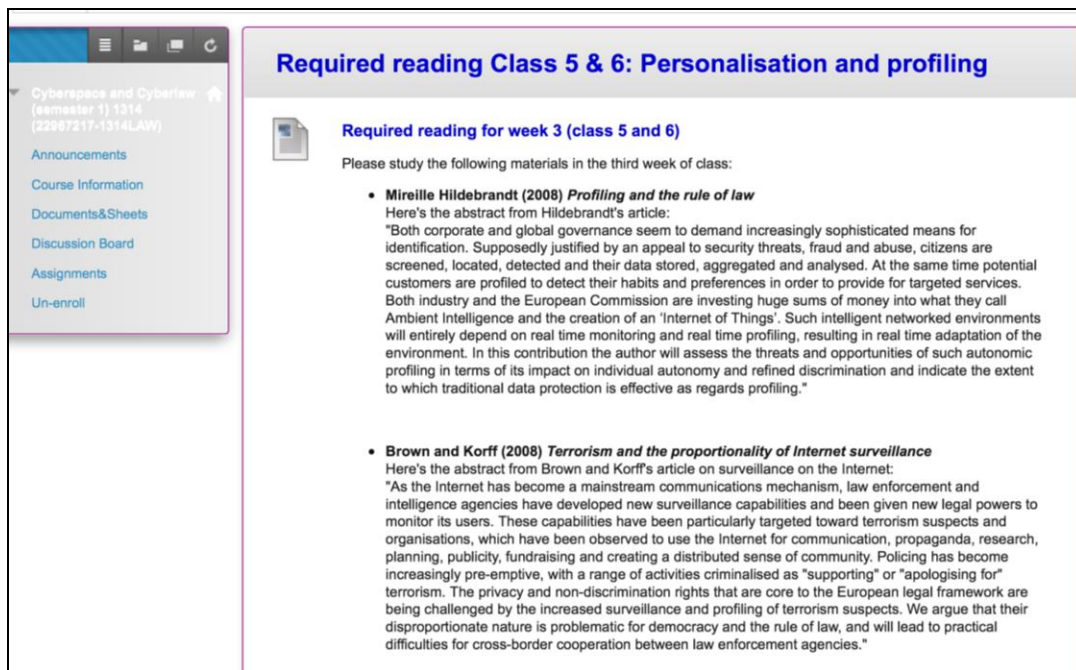 Cyberspace and Cyberlaw
(semester 1) 1314
(22967217-1314LAW)
Announcements
Course Information
Documents&Sheets
Discussion Board
Assignments
Un-enroll
Required reading Class 5 & 6: Personalisation and profiling
Required reading for week 3 (class 5 and 6)
Please study the following materials in the third week of class:
• Mireille Hildebrandt (2008) Profiling and the rule of law
Here's the abstract from Hildebrandt's article:
"Both corporate and global governance seem to demand increasingly sophisticated means for
identification. Supposedly justified by an appeal to security threats, fraud and abuse, citizens are
screened, located, detected and their data stored, aggregated and analysed. At the same time potential
customers are profiled to detect their habits and preferences in order to provide for targeted services.
Both industry and the European Commission are investing huge sums of money into what they call
Ambient Intelligence and the creation of an 'Internet of Things'. Such intelligent networked environments
will entirely depend on real time monitoring and real time profiling, resulting in real time adaptation of the
environment. In this contribution the author will assess the threats and opportunities of such autonomic
profiling in terms of its impact on individual autonomy and refined discrimination and indicate the extent
to which traditional data protection is effective as regards profiling."
• Brown and Korff (2008) Terrorism and the proportionality of Internet surveillance
Here's the abstract from Brown and Korff's article on surveillance on the Internet:
"As the Internet has become a mainstream communications mechanism, law enforcement and
intelligence agencies have developed new surveillance capabilities and been given new legal powers to
monitor its users. These capabilities have been particularly targeted toward terrorism suspects and
organisations, which have been observed to use the Internet for communication, propaganda, research,
planning, publicity, fundraising and creating a distributed sense of community. Policing has become
increasingly pre-emptive, with a range of activities criminalised as "supporting" or "apologising for"
terrorism. The privacy and non-discrimination rights that are core to the European legal framework are
being challenged by the increased surveillance and profiling of terrorism suspects. We argue that their
disproportionate nature is problematic for democracy and the rule of law, and will lead to practical
difficulties for cross-border cooperation between law enforcement agencies."